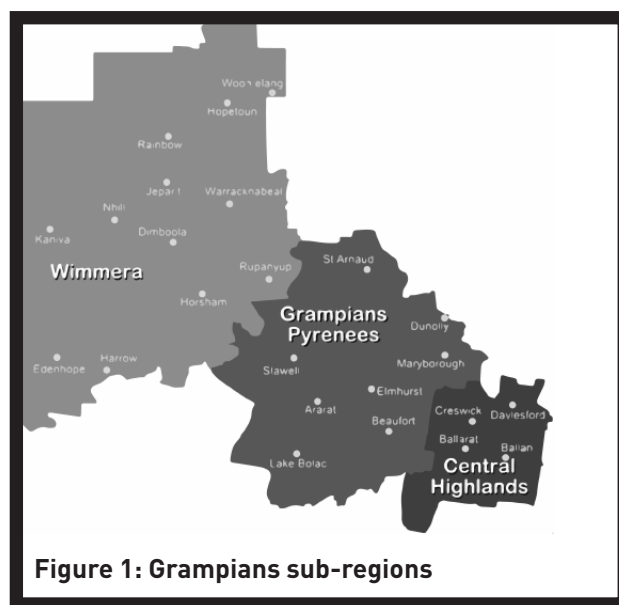 Woomelang
Hopetoun
Rainbow
Jeparit
Warracknabeal
Nhill
Dimboola
Kaniva
Wimmera
Rupanyup
St Arnaud
Horsham
Grampians
Pyrenees
Dunolly
Edenhope
Harrow
Stawell
Maryborough
Elmhurst
Ararat
Creswick
Daylesford
Beaufort
Ballarat
Ballan
Lake Bolac
Central
Highlands
Figure 1: Grampians sub-regions